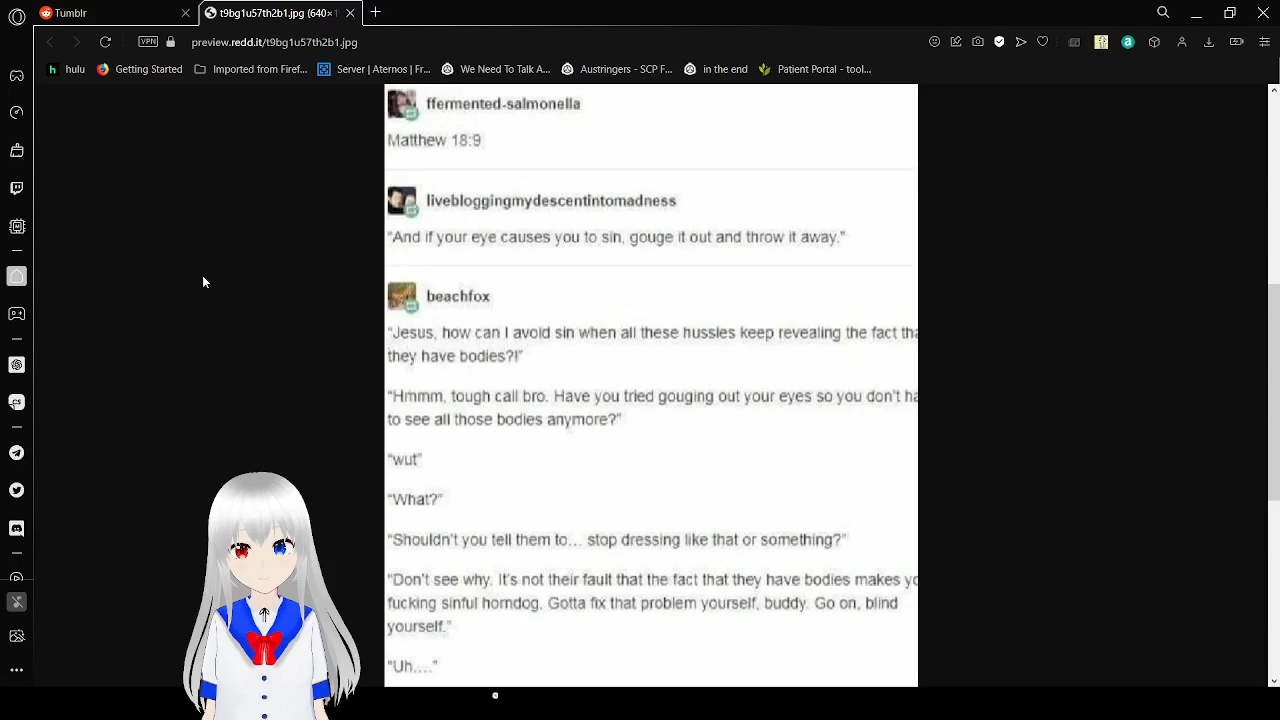 Tumblr
t9bg1u57th2b1.jpg (640×1
VPN
preview.redd.it/t9bg1u57th2b1.jpg
hulu
Getting Started
Imported from Firef...
Server | Aternos | Fr...
We Need To Talk A...
Austringers - SCP F...
in the end
Patient Portal - tool...
ffermented-salmonella
Matthew 18:9
livebloggingmydescentintomadness
“And if your eye causes you to sin, gouge it out and throw it away.”
beachfox
“Jesus, how can I avoid sin when all these hussies keep revealing the fact tha
they have bodies?!”
“Hmmm, tough call bro. Have you tried gouging out your eyes so you don't ha
to see all those bodies anymore?”
“wut”
“What?”
“Shouldn't you tell them to… stop dressing like that or something?”
“Don't see why. It's not their fault that the fact that they have bodies makes yo
fucking sinful horndog. Gotta fix that problem yourself, buddy. Go on, blind
yourself.”
“Uh....”